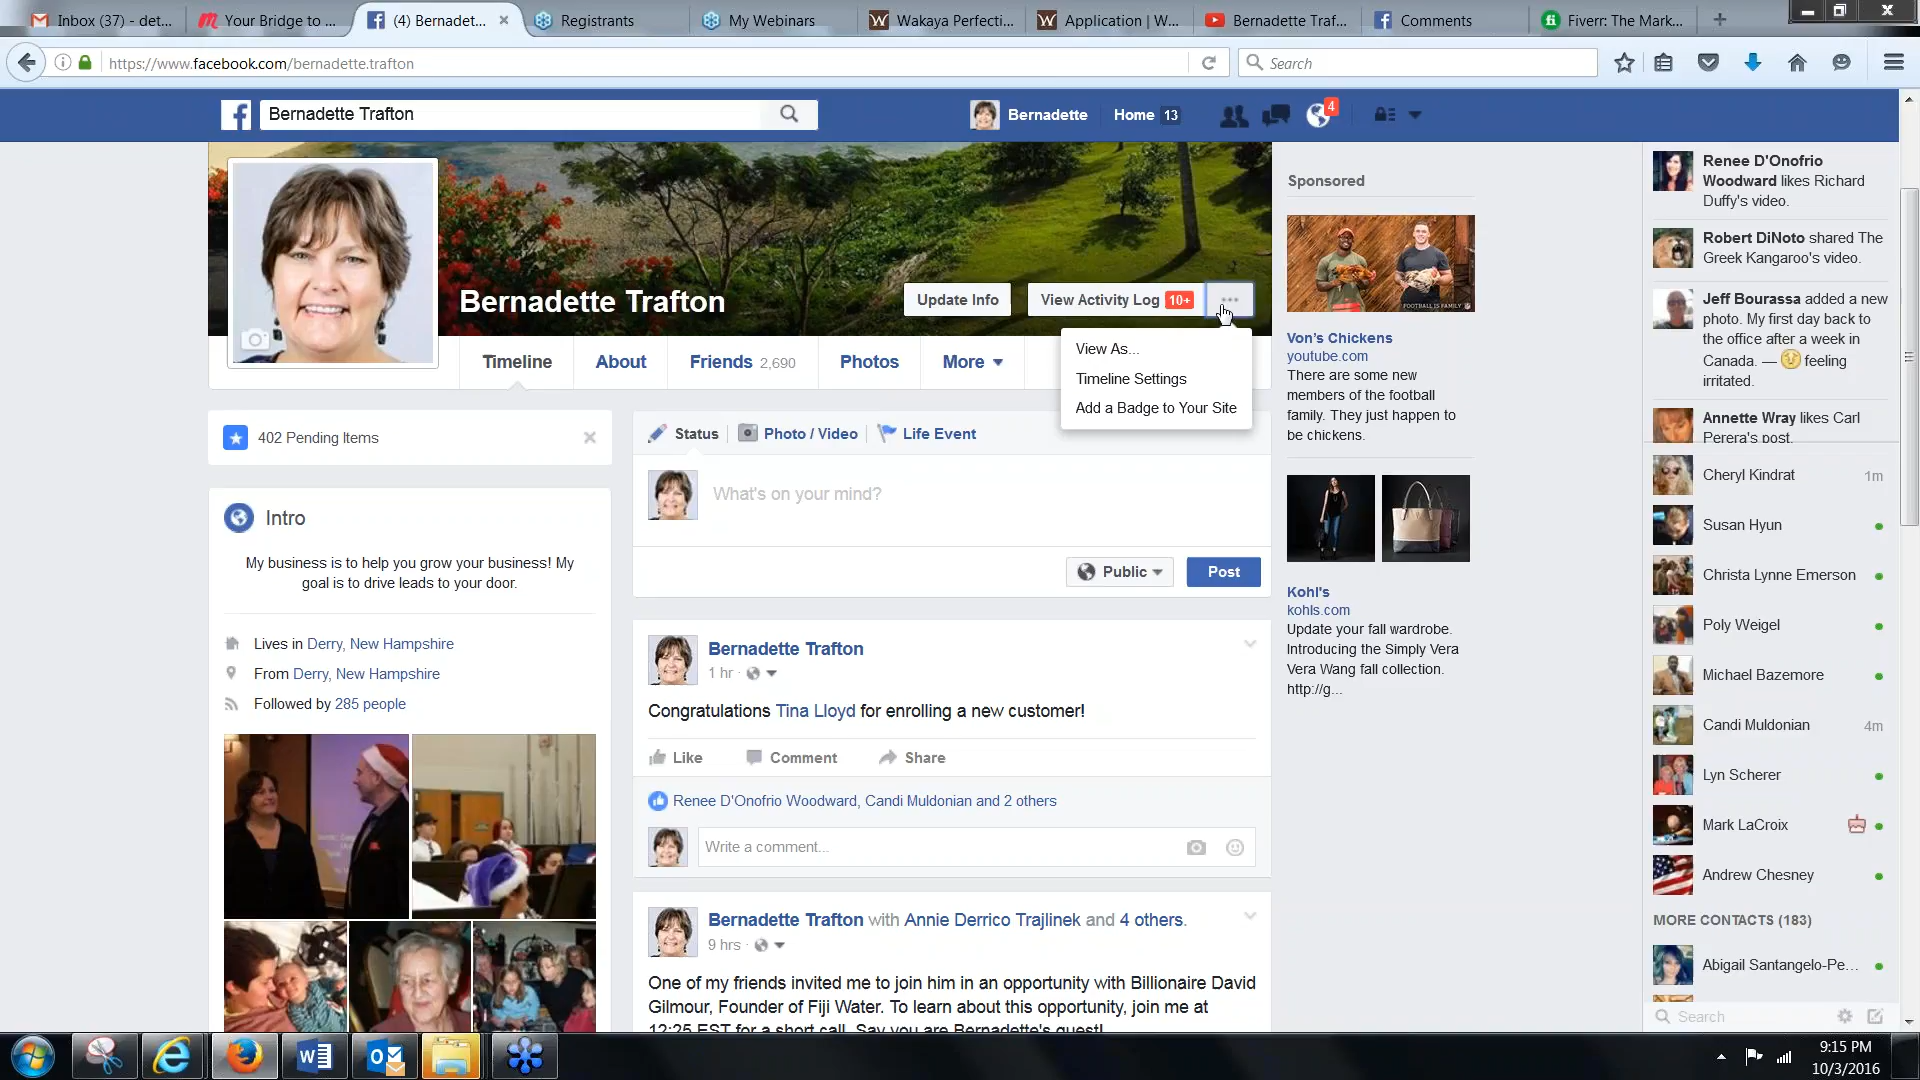 Inbox (37) - det...
Your Bridge to ...
(4) Bernadet...
Registrants
My Webinars
Wakaya Perfecti...
Application | W...
Bernadette Traf...
Comments
Fiverr: The Mark...
https://www.facebook.com/bernadette.trafton
Search
Bernadette Trafton
Bernadette
Home 13
4
Bernadette Trafton
Update Info
View Activity Log 10+
View As...
Timeline Settings
Add a Badge to Your Site
Timeline
About
Friends 2,690
Photos
More
402 Pending Items
Intro
My business is to help you grow your business! My
goal is to drive leads to your door.
Lives in Derry, New Hampshire
From Derry, New Hampshire
Followed by 285 people
Status
Photo / Video
Life Event
What's on your mind?
Public
Post
Bernadette Trafton
1 hr ·
Congratulations Tina Lloyd for enrolling a new customer!
Like
Comment
Share
Renee D'Onofrio Woodward, Candi Muldonian and 2 others
Write a comment...
Bernadette Trafton with Annie Derrico Trajlinek and 4 others.
9 hrs ·
One of my friends invited me to join him in an opportunity with Billionaire David
Gilmour, Founder of Fiji Water. To learn about this opportunity, join me at
12:25 EST for a short call. Say you are Bernadette's guest!
Sponsored
FOOTBALL IS FAMILY
Von's Chickens
youtube.com
There are some new
members of the football
family. They just happen to
be chickens.
Kohl's
kohls.com
Update your fall wardrobe.
Introducing the Simply Vera
Vera Wang fall collection.
http://g...
Renee D'Onofrio
Woodward likes Richard
Duffy's video.
Robert DiNoto shared The
Greek Kangaroo's video.
Jeff Bourassa added a new
photo. My first day back to
the office after a week in
Canada. — feeling
irritated.
Annette Wray likes Carl
Perera's post.
Cheryl Kindrat 1m
Susan Hyun
Christa Lynne Emerson
Poly Weigel
Michael Bazemore
Candi Muldonian 4m
Lyn Scherer
Mark LaCroix
Andrew Chesney
MORE CONTACTS (183)
Abigail Santangelo-Pe...
Search
9:15 PM
10/3/2016